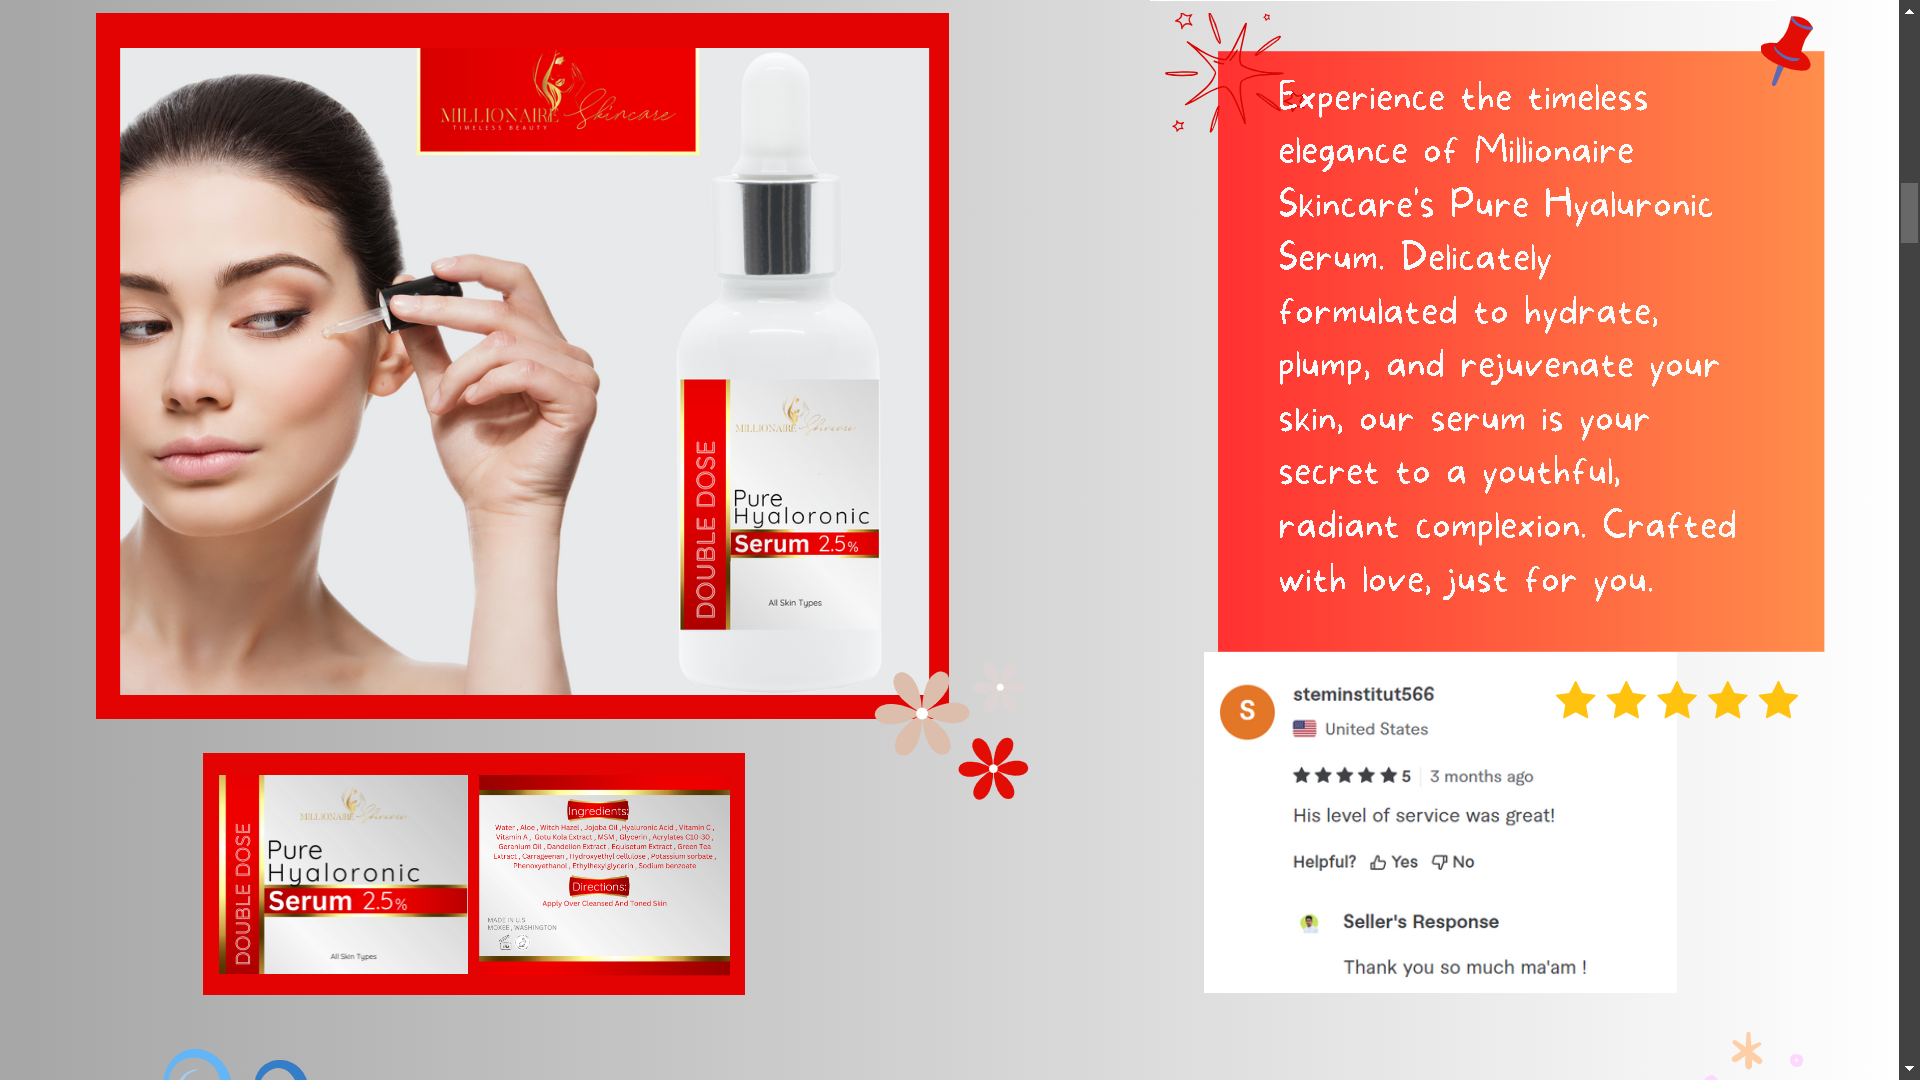 MILLIONAIRE Skincare
TIMELESS BEAUTY
MILLIONAIRE Skincare
DOUBLE DOSE
Pure
Hyaloronic
Serum 2.5%
All Skin Types
Experience the timeless
elegance of Millionaire
Skincare's Pure Hyaluronic
Serum. Delicately
formulated to hydrate,
plump, and rejuvenate your
skin, our serum is your
secret to a youthful,
radiant complexion. Crafted
with love, just for you.
MILLIONAIRE Skincare
DOUBLE DOSE
Pure
Hyaloronic
Serum 2.5%
All Skin Types
Ingredients:
Water , Aloe , Witch Hazel , Jojoba Oil ,Hyaluronic Acid , Vitamin C ,
Vitamin A , Gotu Kola Extract , MSM , Glycerin , Acrylates C10-30 ,
Geranium Oil , Dandelion Extract , Equisetum Extract , Green Tea
Extract , Carrageenan , Hydroxyethyl cellulose , Potassium sorbate ,
Phenoxyethanol , Ethylhexylglycerin , Sodium benzoate
Directions:
Apply Over Cleansed And Toned Skin
MADE IN U.S
MOXEE , WASHINGTON
S
steminstitut566
United States
5 3 months ago
His level of service was great!
Helpful? Yes No
Seller's Response
Thank you so much ma'am !